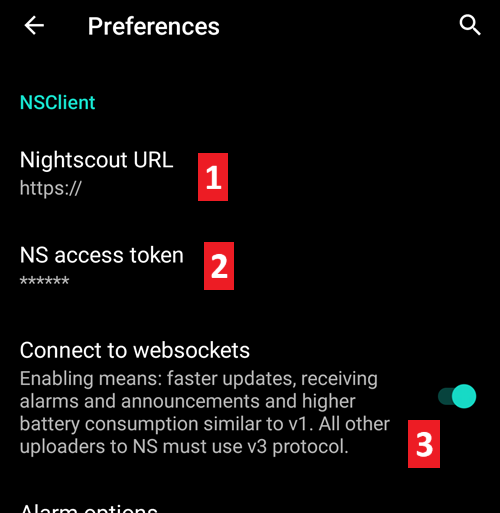 Preferences
NSClient
Nightscout URL
https://
1
NS access token
******
2
Connect to websockets
Enabling means: faster updates, receiving
alarms and announcements and higher
battery consumption similar to v1. All other
uploaders to NS must use v3 protocol.
3
Alarm options